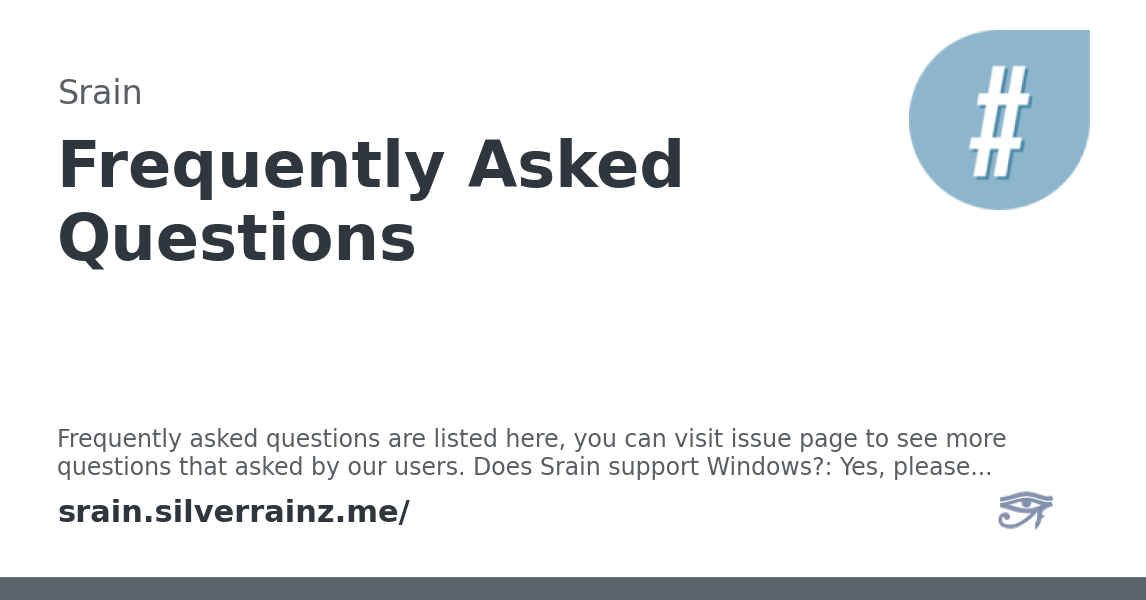 Srain
#
Frequently Asked
Questions
Frequently asked questions are listed here, you can visit issue page to see more
questions that asked by our users. Does Srain support Windows?: Yes, please...
srain.silverrainz.me/